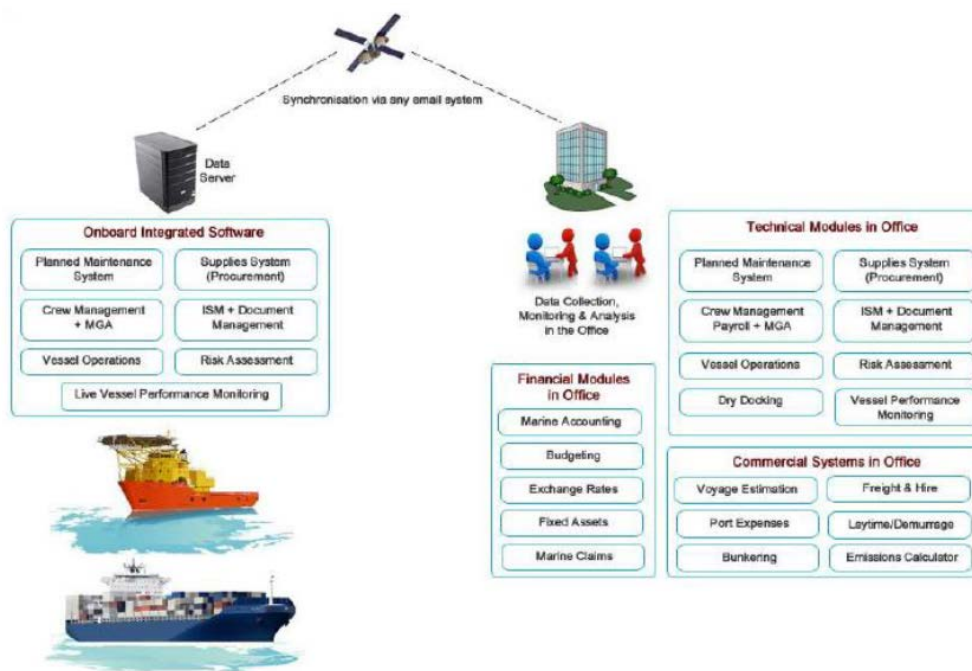 Synchronisation via any email system
Data
Server
Onboard Integrated Software
Planned Maintenance
System
Supplies System
(Procurement)
Crew Management
+ MGA
ISM + Document
Management
Vessel Operations
Risk Assessment
Live Vessel Performance Monitoring
Data Collection,
Monitoring & Analysis
in the Office
Financial Modules
in Office
Marine Accounting
Budgeting
Exchange Rates
Fixed Assets
Marine Claims
Technical Modules in Office
Planned Maintenance
System
Supplies System
(Procurement)
Crew Management
Payroll + MGA
ISM + Document
Management
Vessel Operations
Risk Assessment
Dry Docking
Vessel Performance
Monitoring
Commercial Systems in Office
Voyage Estimation
Freight & Hire
Port Expenses
Laytime/Demurrage
Bunkering
Emissions Calculator